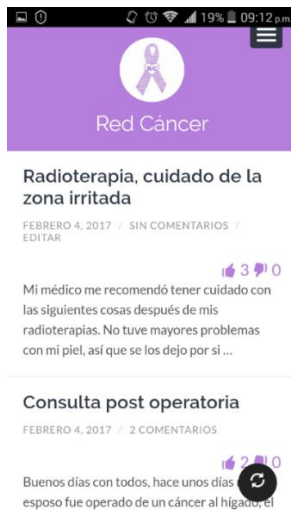 19% 09:12 p.m.
RC
Red Cáncer
Radioterapia, cuidado de la
zona irritada
FEBRERO 4, 2017 / SIN COMENTARIOS /
EDITAR
3 0
Mi médico me recomendó tener cuidado con
las siguientes cosas después de mis
radioterapias. No tuve mayores problemas
con mi piel, así que se los dejo por si ...
Consulta post operatoria
FEBRERO 4, 2017 / 2 COMENTARIOS
2 0
Buenos días con todos, hace unos días
esposo fue operado de un cáncer al hígado, el